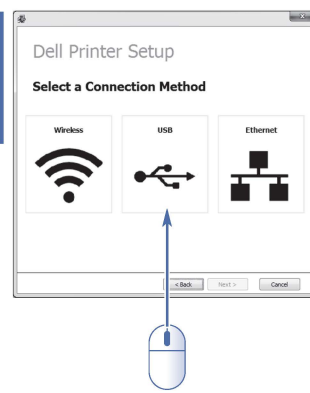 Dell Printer Setup
Select a Connection Method
Wireless USB Ethernet
< Back Next > Cancel